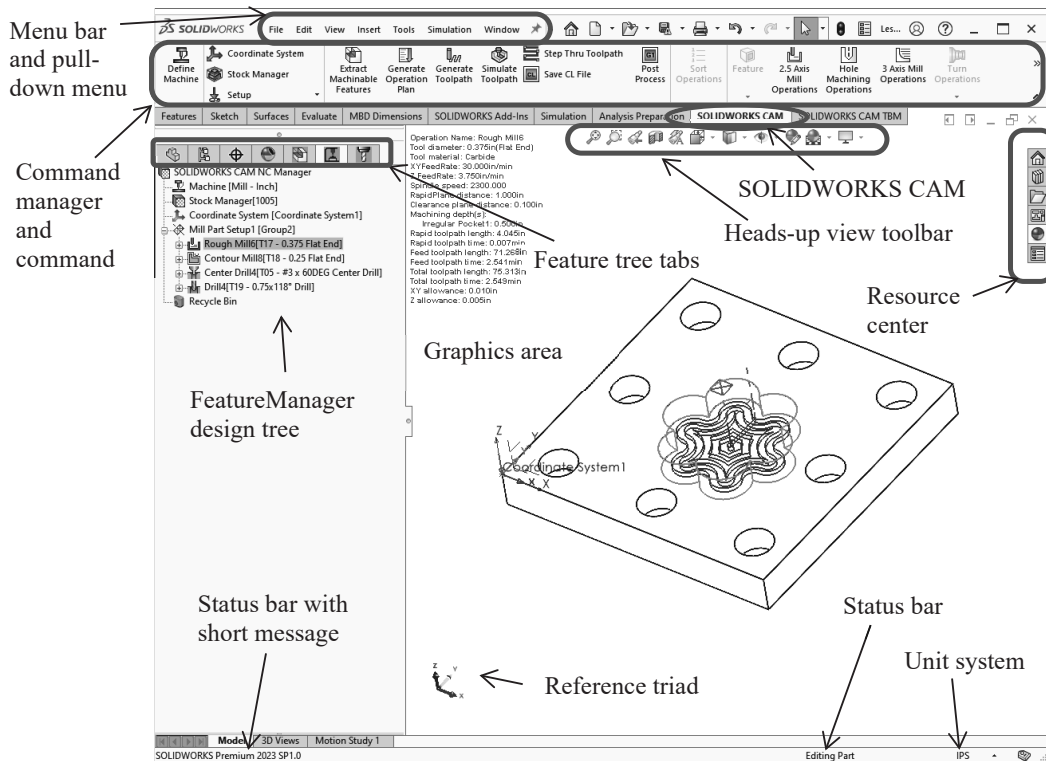 Menu bar
and pull-
down menu
SOLIDWORKS File Edit View Insert Tools Simulation Window Les...
Define
Machine
Coordinate System
Stock Manager
Setup
Extract
Machinable
Features
Generate
Operation
Plan
Generate
Toolpath
Simulate
Toolpath
Step Thru Toolpath
Save CL File
Post
Process
Sort
Operations
Feature
2.5 Axis
Mill
Operations
Hole
Machining
Operations
3 Axis Mill
Operations
Turn
Operations
Features Sketch Surfaces Evaluate MBD Dimensions SOLIDWORKS Add-Ins Simulation Analysis Preparation SOLIDWORKS CAM SOLIDWORKS CAM TBM
Command
manager
and
command
SOLIDWORKS CAM NC Manager
Machine [Mill - Inch]
Stock Manager[1005]
Coordinate System [Coordinate System1]
Mill Part Setup1 [Group2]
Rough Mill6[T17 - 0.375 Flat End]
Contour Mill8[T18 - 0.25 Flat End]
Center Drill4[T05 - #3 x 60DEG Center Drill]
Drill4[T19 - 0.75x118° Drill]
Recycle Bin
Operation Name: Rough Mill6
Tool diameter: 0.375in(Flat End)
Tool material: Carbide
XYFeedRate: 30.000in/min
Z FeedRate: 3.750in/min
Spindle speed: 2300.000
RapidPlane distance: 1.000in
Clearance plane distance: 0.100in
Machining depth(s):
Irregular Pocket1: 0.500in
Rapid toolpath length: 4.045in
Rapid toolpath time: 0.007min
Feed toolpath length: 71.268in
Feed toolpath time: 2.541min
Total toolpath length: 75.313in
Total toolpath time: 2.549min
XY allowance: 0.010in
Z allowance: 0.005in
SOLIDWORKS CAM
Heads-up view toolbar
Feature tree tabs
Resource
center
Graphics area
FeatureManager
design tree
Z
Y
Coordinate System1
X X
Status bar with
short message
Status bar
Unit system
Z
Y
X
Reference triad
Model 3D Views Motion Study 1
SOLIDWORKS Premium 2023 SP1.0 Editing Part IPS